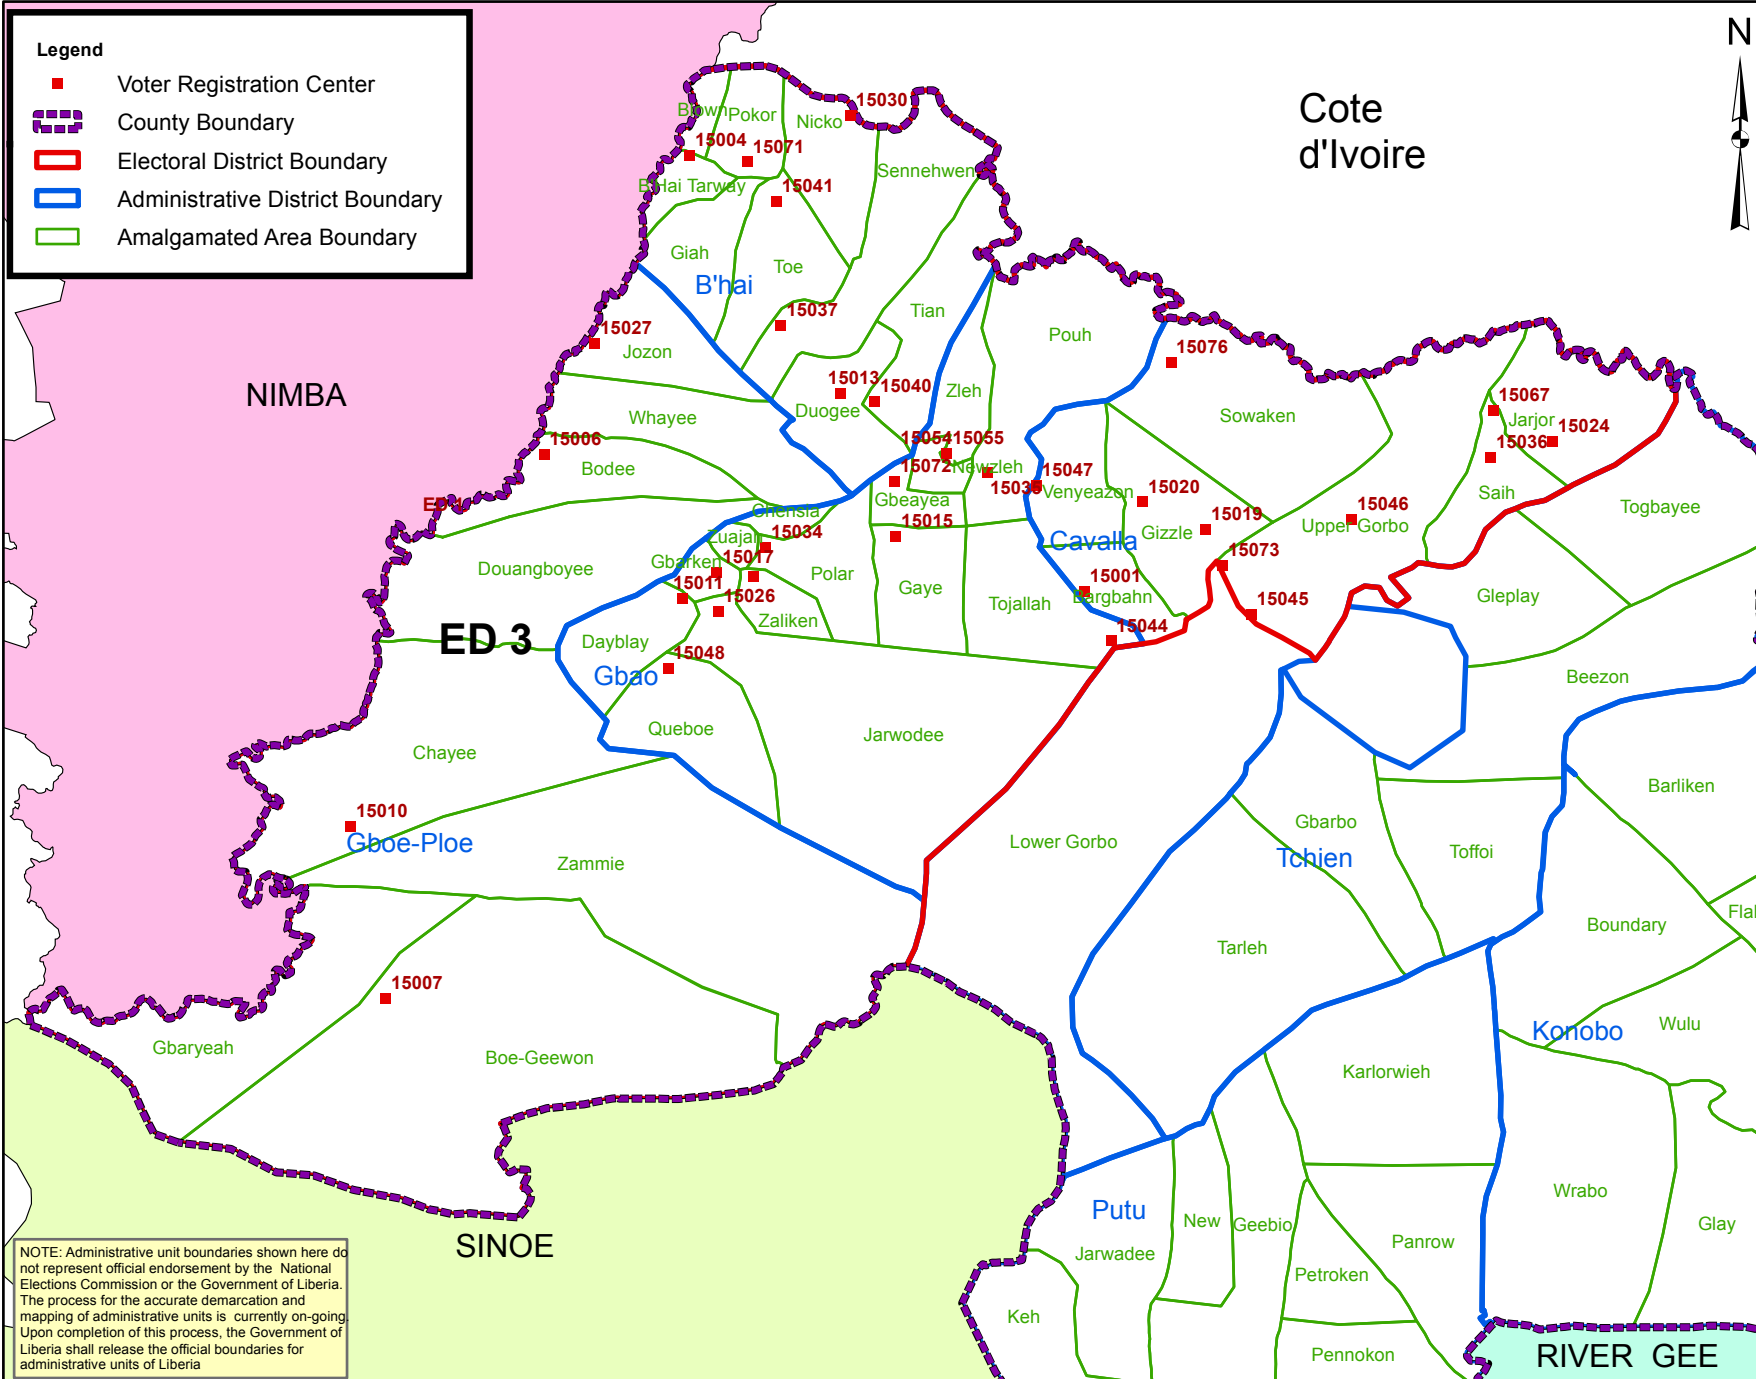 Legend
Voter Registration Center
County Boundary
Electoral District Boundary
Administrative District Boundary
Amalgamated Area Boundary
N
Cote
d'Ivoire
15030
Blown
Pokor
Nicko
15004
15071
Sennehwen
B'Hai Tarway
15041
Giah
Toe
B'hai
15037
Tian
15027
Jozon
Pouh
15076
NIMBA
15013
15040
Zleh
Duogee
Whayee
Sowaken
15067
Jarjor
15024
15006
15054
15055
15036
Bodee
15072
Newzleh
15047
Gbeayea
Venyeazon
15020
Saih
ED
Togbayee
Chensla
15015
15019
15046
Upper Gorbo
Gizzle
Cavalla
15034
Zuajah
15073
Gbarken
15017
Douangboyee
Polar
15011
Gaye
15001
Bargbahn
Gleplay
15026
Tojallah
Zaliken
15045
ED 3
Dayblay
15044
15048
Gbao
Beezon
Queboe
Jarwodee
Chayee
Barliken
15010
Gboe-Ploe
Lower Gorbo
Gbarbo
Toffoi
Tchien
Zammie
Boundary
Tarleh
15007
Gbaryeah
Boe-Geewon
Konobo
Wulu
Karlorwieh
Wrabo
Putu
New
Geebio
Glay
SINOE
Jarwadee
Panrow
Petroken
Keh
Pennokon
RIVER GEE
NOTE: Administrative unit boundaries shown here do
not represent official endorsement by the National
Elections Commission or the Government of Liberia.
The process for the accurate demarcation and
mapping of administrative units is currently on-going.
Upon completion of this process, the Government of
Liberia shall release the official boundaries for
administrative units of Liberia